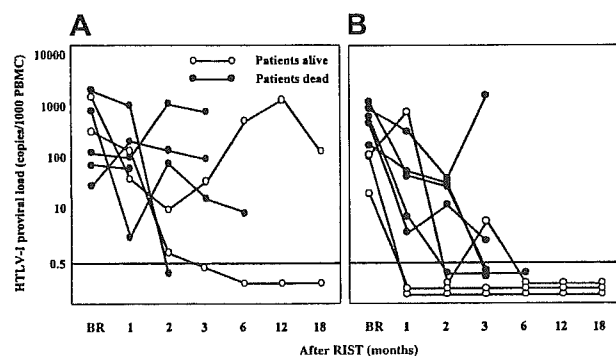 A
B
10000
1000
100
10
0.5
HTLV-I proviral load (copies/1000 PBMC)
Patients alive
Patients dead
BR 1 2 3 6 12 18
BR 1 2 3 6 12 18
After RIST (months)